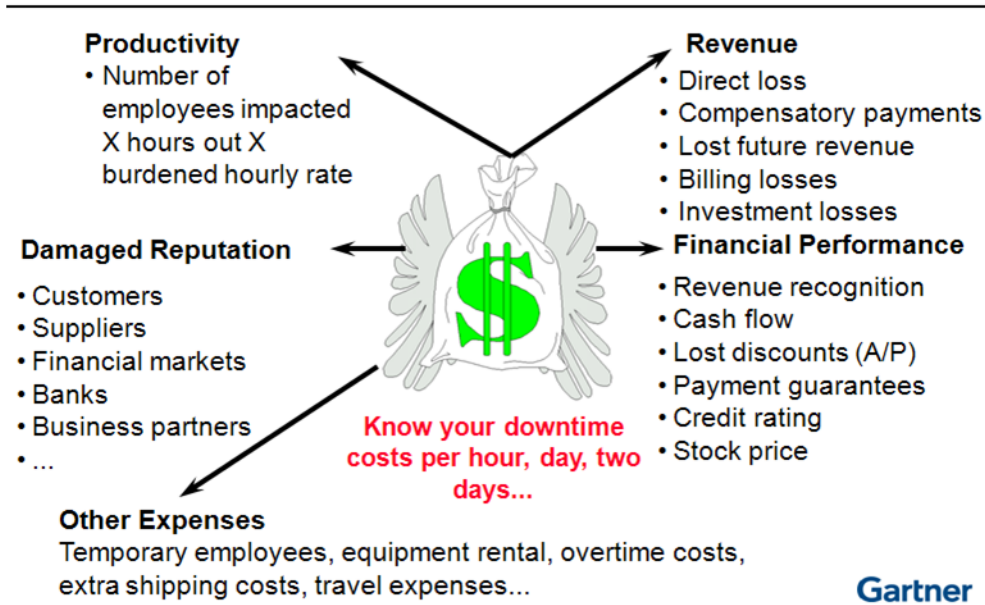 Productivity
• Number of
employees impacted
X hours out X
burdened hourly rate
Revenue
• Direct loss
• Compensatory payments
• Lost future revenue
• Billing losses
• Investment losses
Damaged Reputation
• Customers
• Suppliers
• Financial markets
• Banks
• Business partners
• ...
$
Know your downtime
costs per hour, day, two
days...
Financial Performance
• Revenue recognition
• Cash flow
• Lost discounts (A/P)
• Payment guarantees
• Credit rating
• Stock price
Other Expenses
Temporary employees, equipment rental, overtime costs,
extra shipping costs, travel expenses...
Gartner